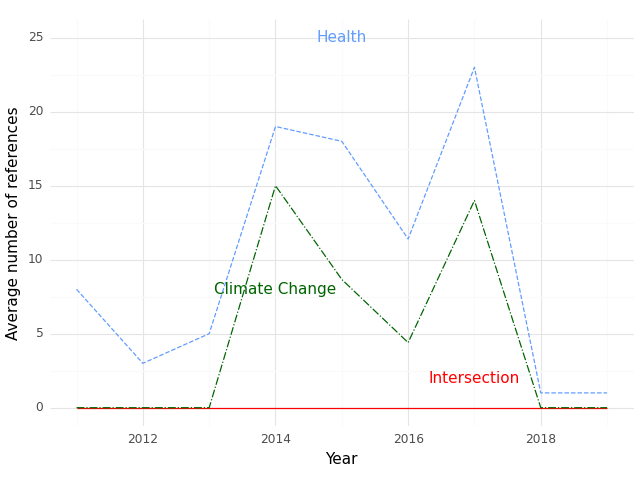 25
20
15
10
5
0
Average number of references
Health
Climate Change
Intersection
2012
2014
2016
2018
Year